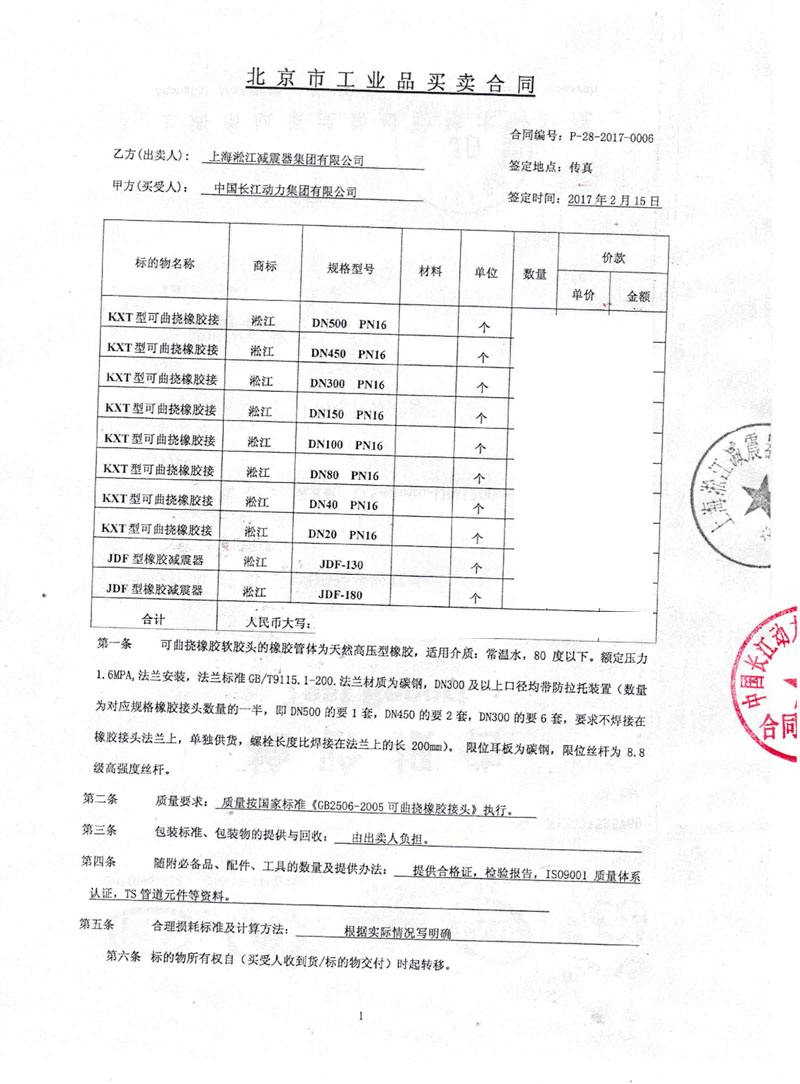 北京市工业品买卖合同
合同编号：P-28-2017-0006
乙方(出卖人)： 上海淞江减震器集团有限公司
签定地点：传真
甲方(买受人)： 中国长江动力集团有限公司
签定时间：2017年2月15日
标的物名称 商标 规格型号 材料 单位 数量 价款
单价 金额
KXT型可曲挠橡胶接 淞江 DN500 PN16 个
KXT型可曲挠橡胶接 淞江 DN450 PN16 个
KXT型可曲挠橡胶接 淞江 DN300 PN16 个
KXT型可曲挠橡胶接 淞江 DN150 PN16 个
KXT型可曲挠橡胶接 淞江 DN100 PN16 个
KXT型可曲挠橡胶接 淞江 DN80 PN16 个
KXT型可曲挠橡胶接 淞江 DN40 PN16 个
KXT型可曲挠橡胶接 淞江 DN20 PN16 个
JDF型橡胶减震器 淞江 JDF-130 个
JDF型橡胶减震器 淞江 JDF-180 个
合计 人民币大写：
上海淞江减震
中国长江动力
合同
第一条 可曲挠橡胶软胶头的橡胶管体为天然高压型橡胶，适用介质：常温水，80度以下。额定压力
1.6MPA,法兰安装，法兰标准GB/T9115.1-200.法兰材质为碳钢，DN300及以上口径均带防拉托装置（数量
为对应规格橡胶接头数量的一半，即DN500的要1套，DN450的要2套，DN300的要6套，要求不焊接在
橡胶接头法兰上，单独供货，螺栓长度比焊接在法兰上的长200mm）。限位耳板为碳钢，限位丝杆为8.8
级高强度丝杆。
第二条 质量要求：质量按国家标准《GB2506-2005可曲挠橡胶接头》执行。
第三条 包装标准、包装物的提供与回收： 由出卖人负担。
第四条 随附必备品、配件、工具的数量及提供办法： 提供合格证，检验报告，ISO9001质量体系
认证，TS管道元件等资料。
第五条 合理损耗标准及计算方法： 根据实际情况写明确
第六条 标的物所有权自（买受人收到货/标的物交付）时起转移。
1